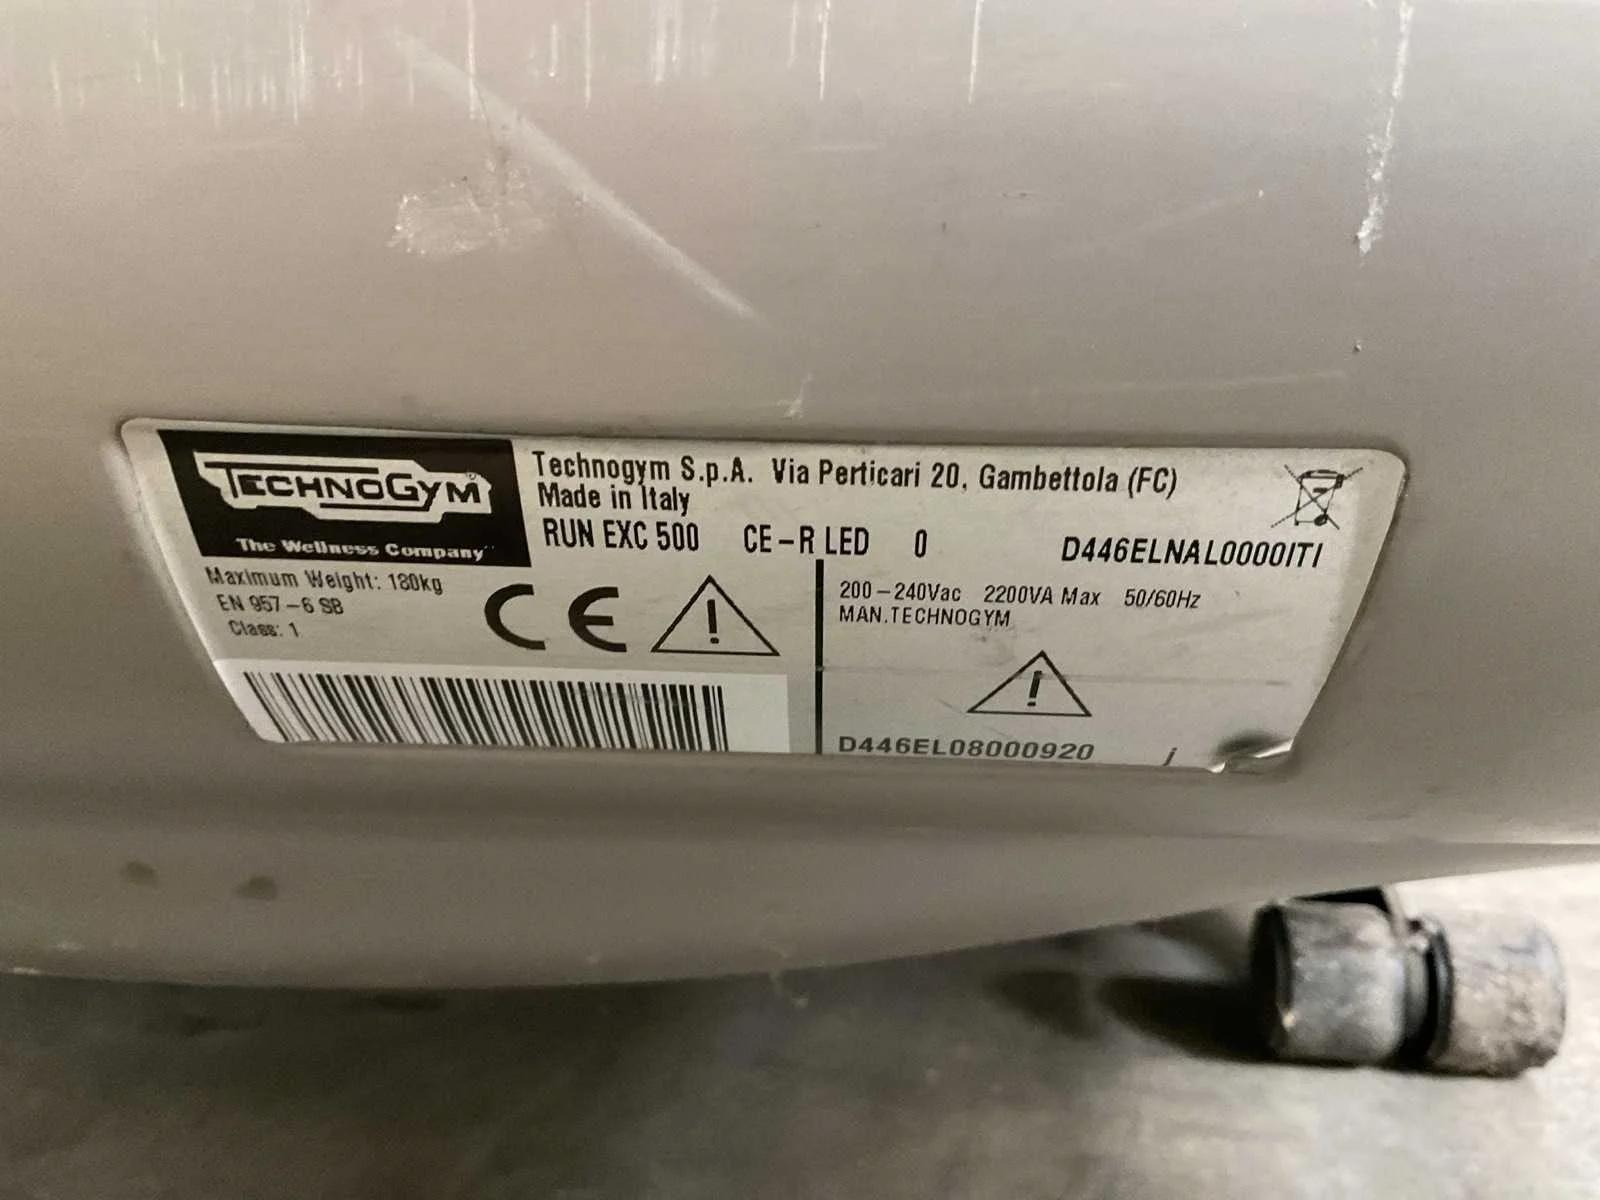 TECHNOGYM
The Wellness Company
Technogym S.p.A. Via Perticari 20, Gambettola (FC)
Made in Italy
RUN EXC 500 CE-R LED 0 D446ELNAL0000ITI
Maximum Weight: 180kg
EN 957-6 SB
Class: 1
CE
200-240Vac 2200VA Max 50/60Hz
MAN.TECHNOGYM
D446EL08000920